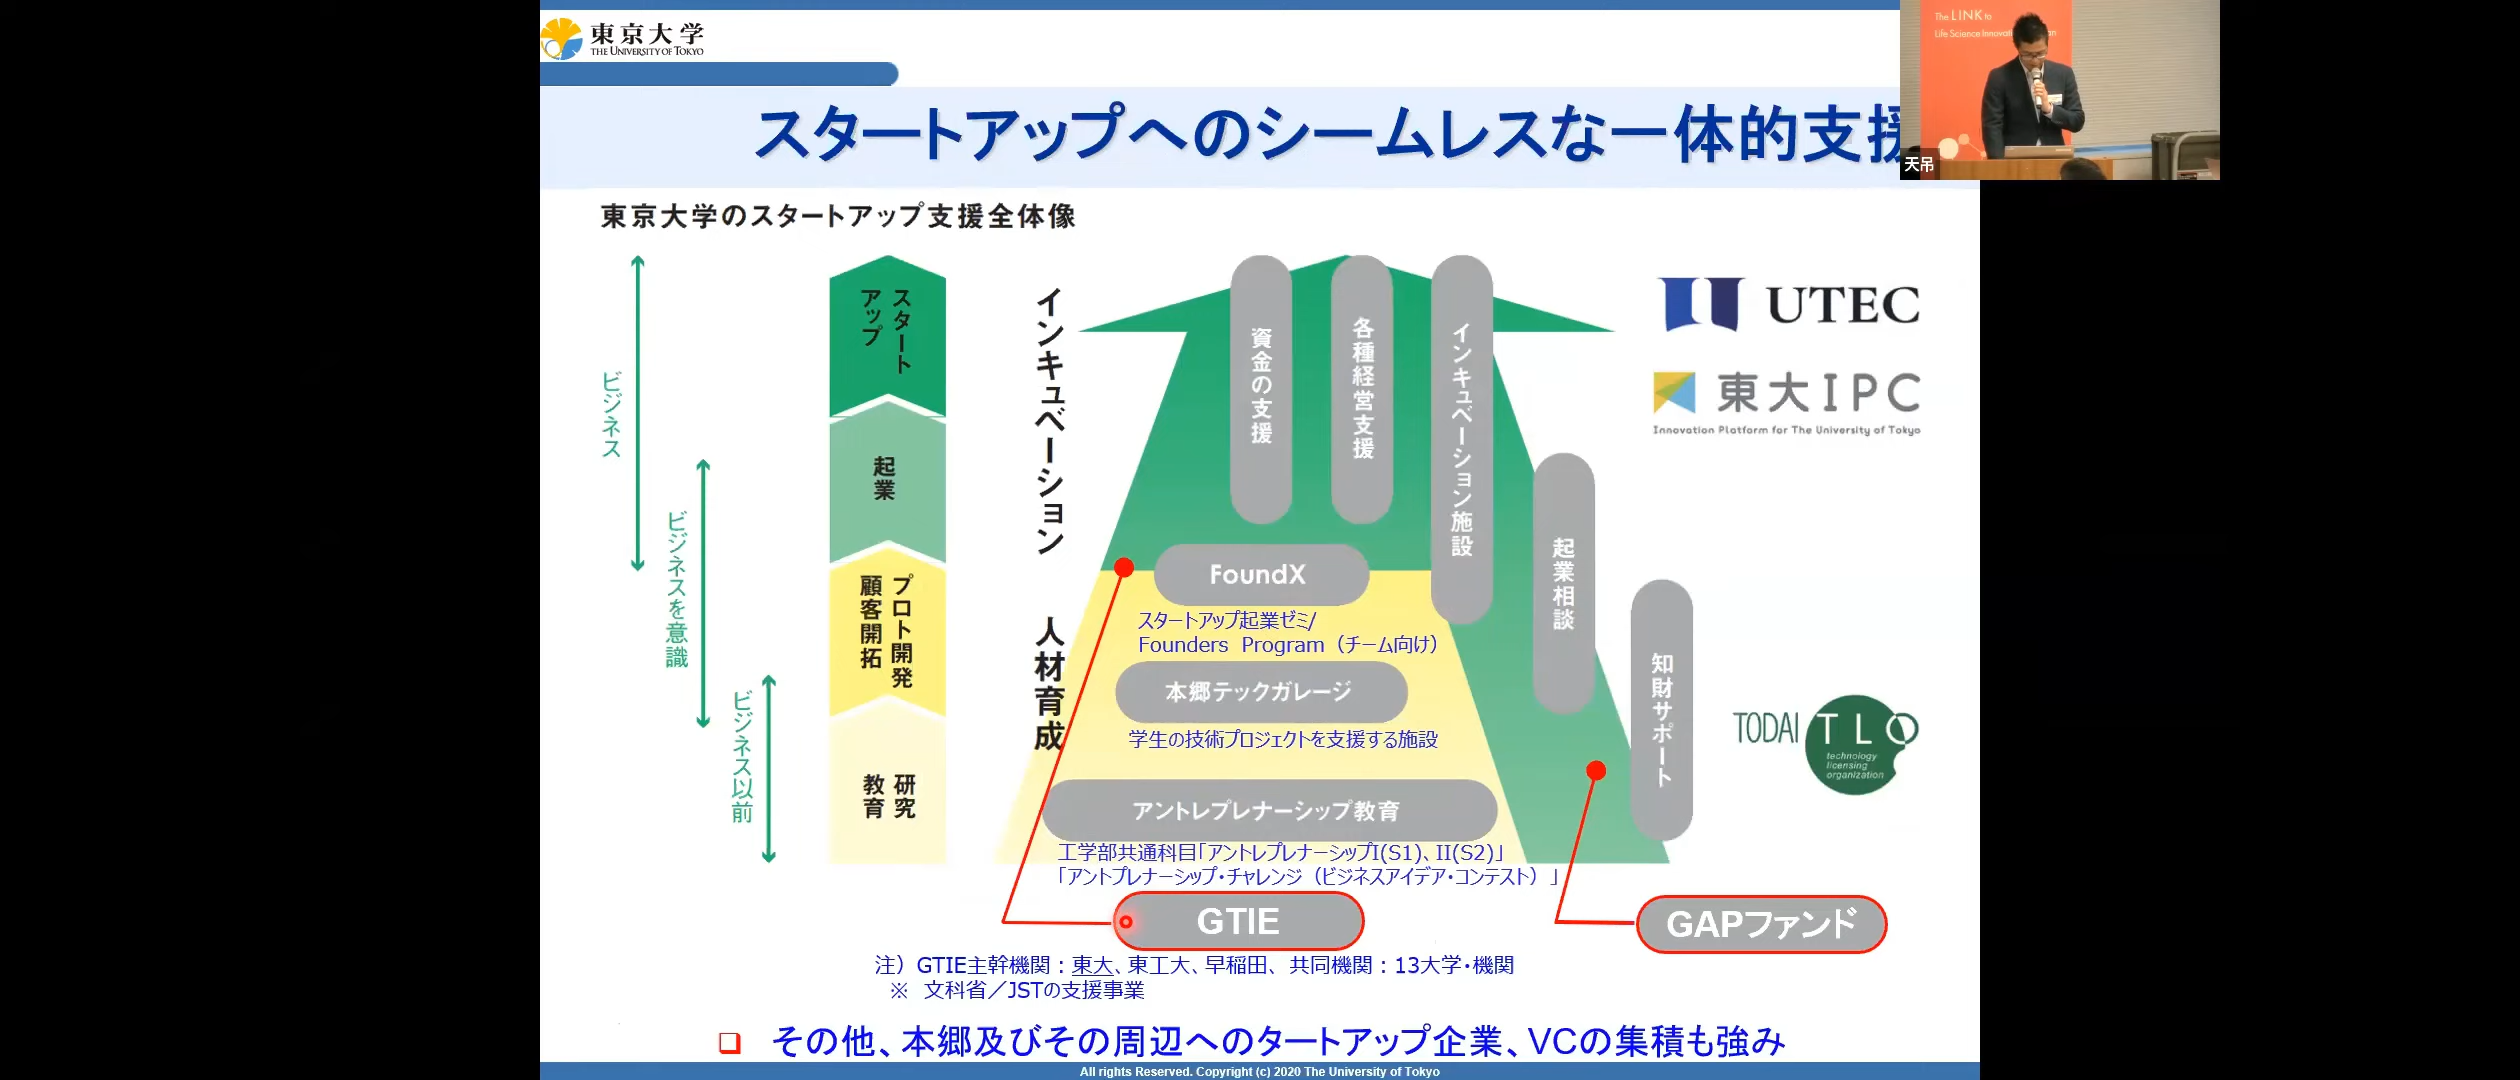 東京大学
THE UNIVERSITY OF TOKYO
The LINK to
Life Science Innovati
天吊
スタートアップへのシームレスな一体的支援
東京大学のスタートアップ支援全体像
ビジネス
ビジネスを意識
ビジネス以前
スタート
アップ
起業
プロト開発
顧客開拓
研究
教育
インキュベーション
人材育成
資金の支援
各種経営支援
インキュベーション施設
起業相談
知財サポート
FoundX
スタートアップ起業ゼミ/
Founders Program（チーム向け）
本郷テックガレージ
学生の技術プロジェクトを支援する施設
アントレプレナーシップ教育
工学部共通科目「アントレプレナーシップI(S1)、II(S2)」
「アントプレナーシップ・チャレンジ（ビジネスアイデア・コンテスト）」
UTEC
東大IPC
Innovation Platform for The University of Tokyo
TODAI TLO
technology
licensing
organization
GTIE
GAPファンド
注）GTIE主幹機関：東大、東工大、早稲田、共同機関：13大学・機関
※ 文科省／JSTの支援事業
❑ その他、本郷及びその周辺へのタートアップ企業、VCの集積も強み
All rights Reserved. Copyright (c) 2020 The University of Tokyo